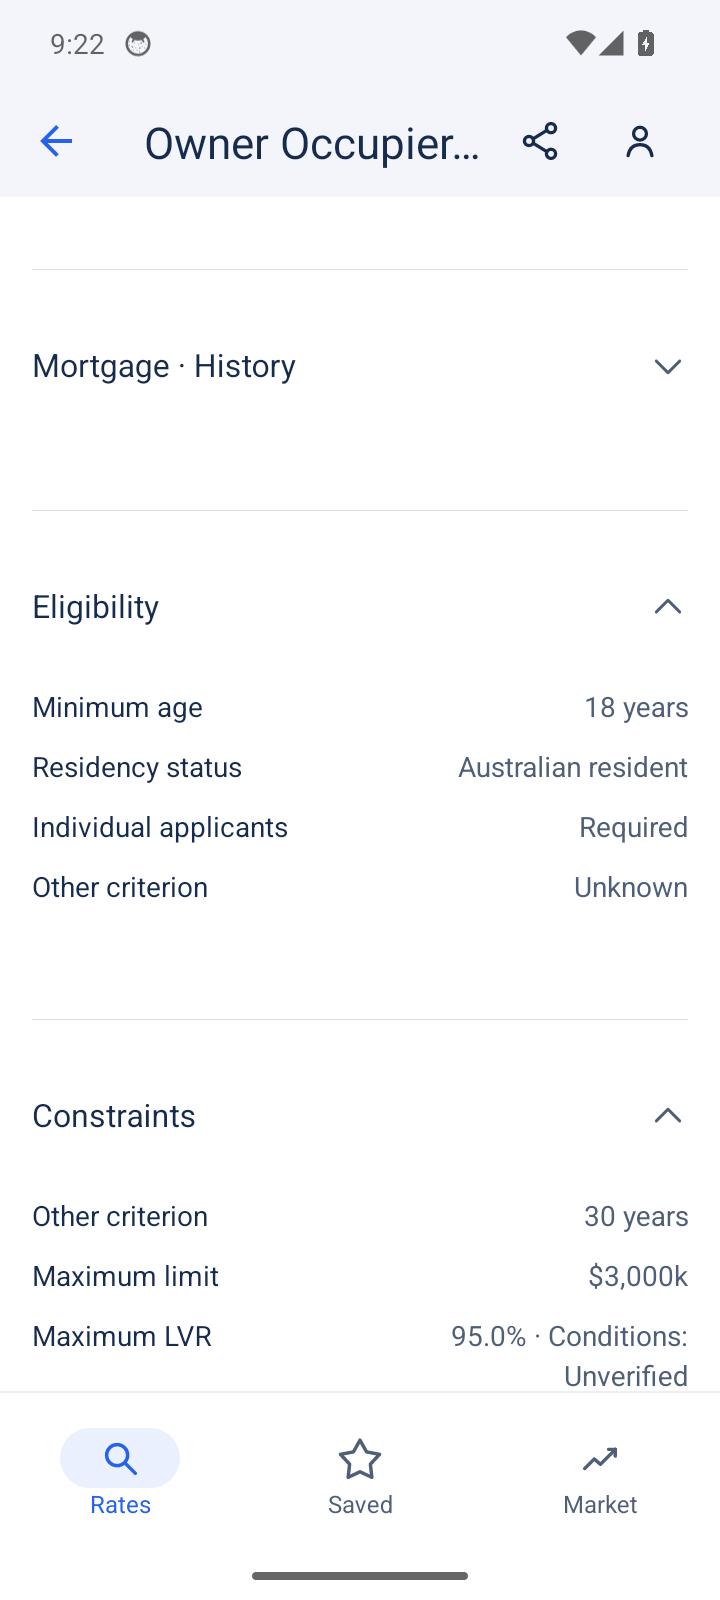 9:22
Owner Occupier...
Mortgage · History
Eligibility
Minimum age 18 years
Residency status Australian resident
Individual applicants Required
Other criterion Unknown
Constraints
Other criterion 30 years
Maximum limit $3,000k
Maximum LVR 95.0% · Conditions:
Unverified
Rates Saved Market